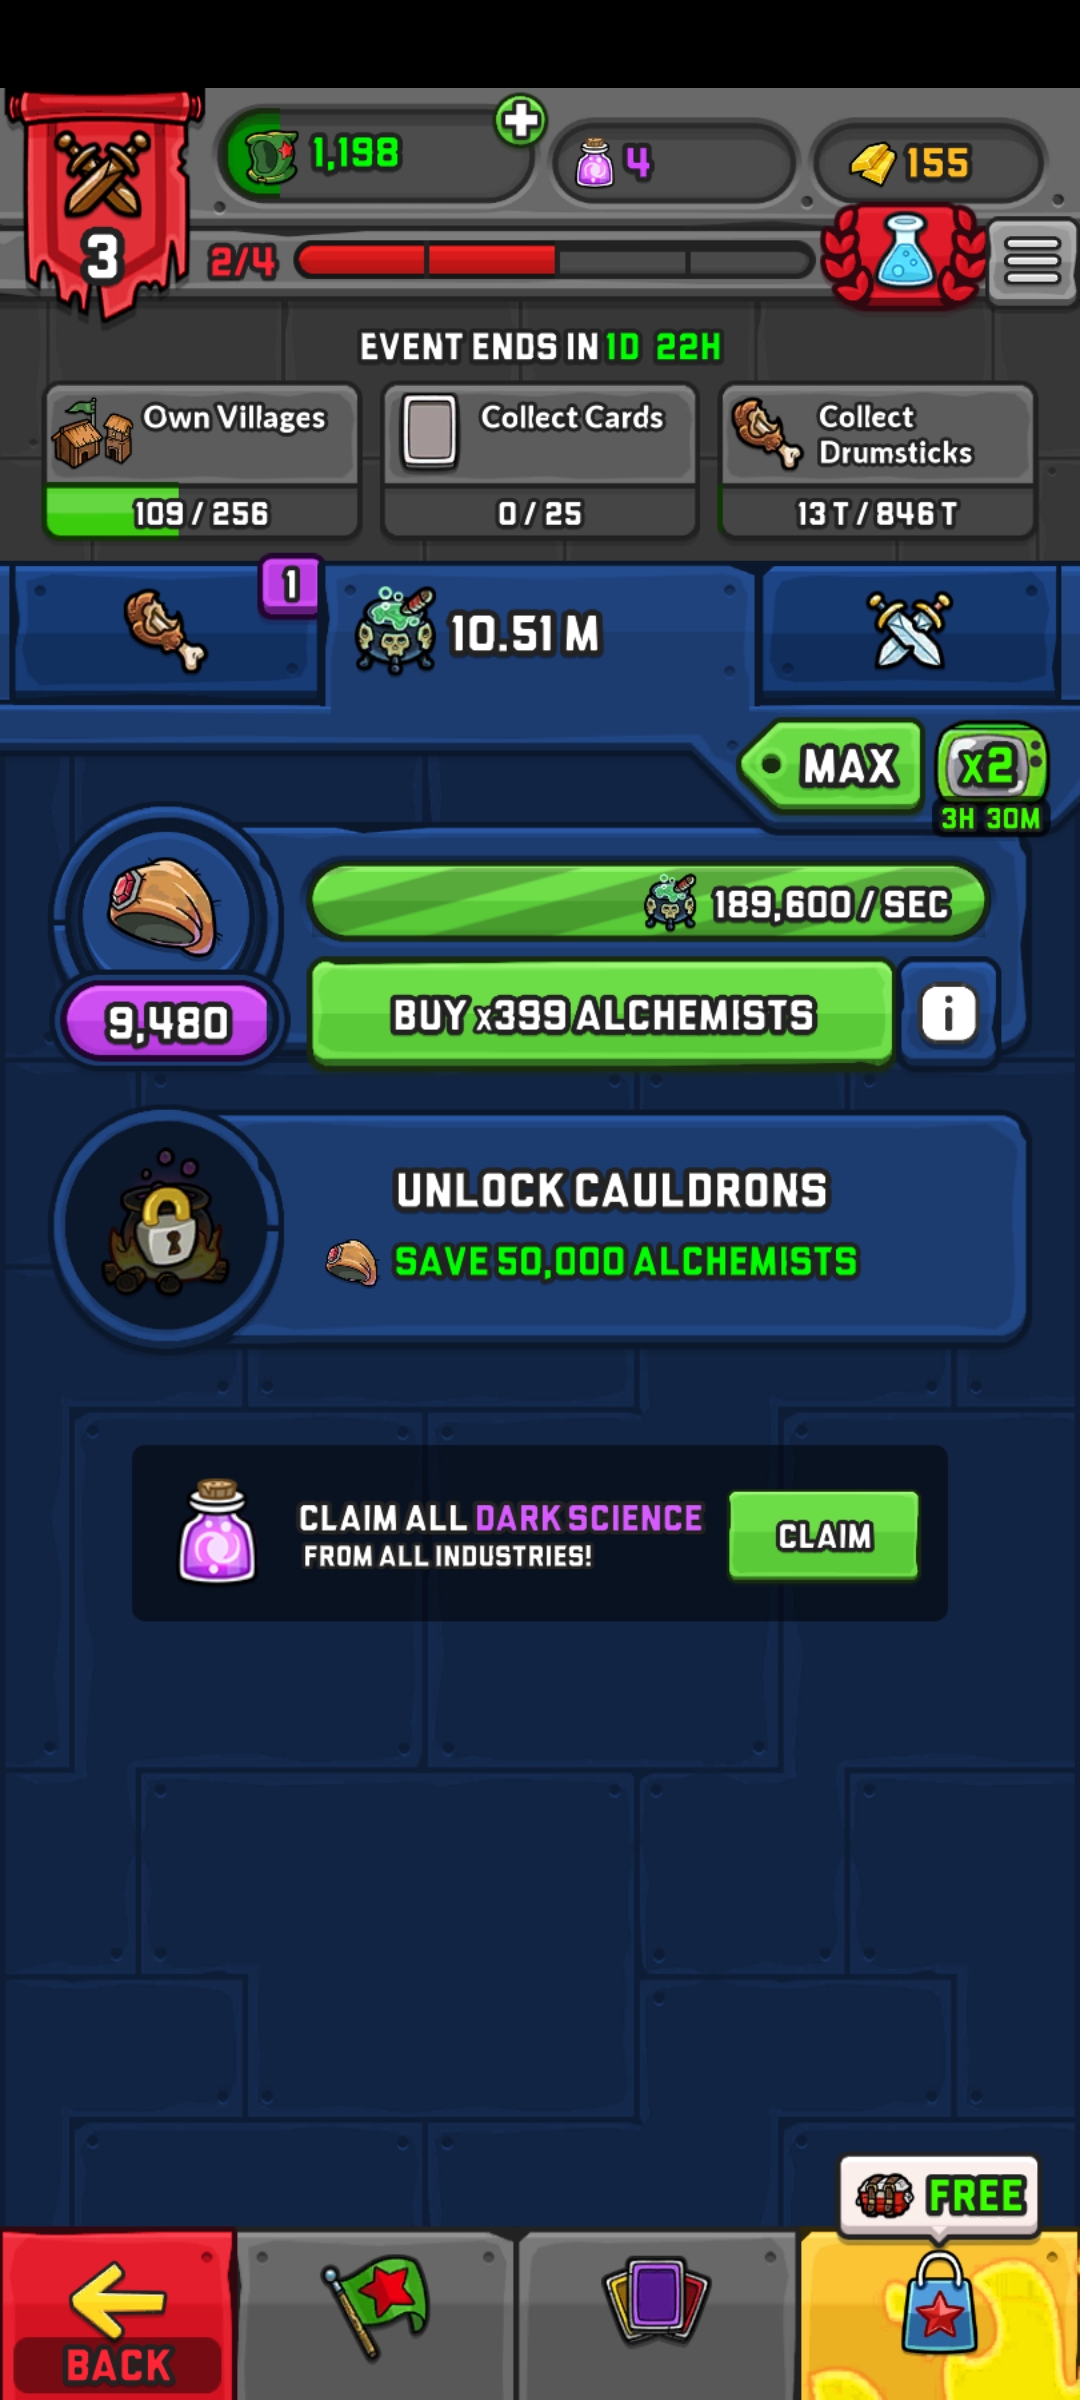 1,198
4
155
3
2/4
EVENT ENDS IN 1D 22H
Own Villages
109 / 256
Collect Cards
0 / 25
Collect
Drumsticks
13 T / 846 T
1
10.51 M
MAX
x2
3H 30M
189,600 / SEC
9,480
BUY x399 ALCHEMISTS
i
UNLOCK CAULDRONS
SAVE 50,000 ALCHEMISTS
CLAIM ALL DARK SCIENCE
FROM ALL INDUSTRIES!
CLAIM
FREE
BACK